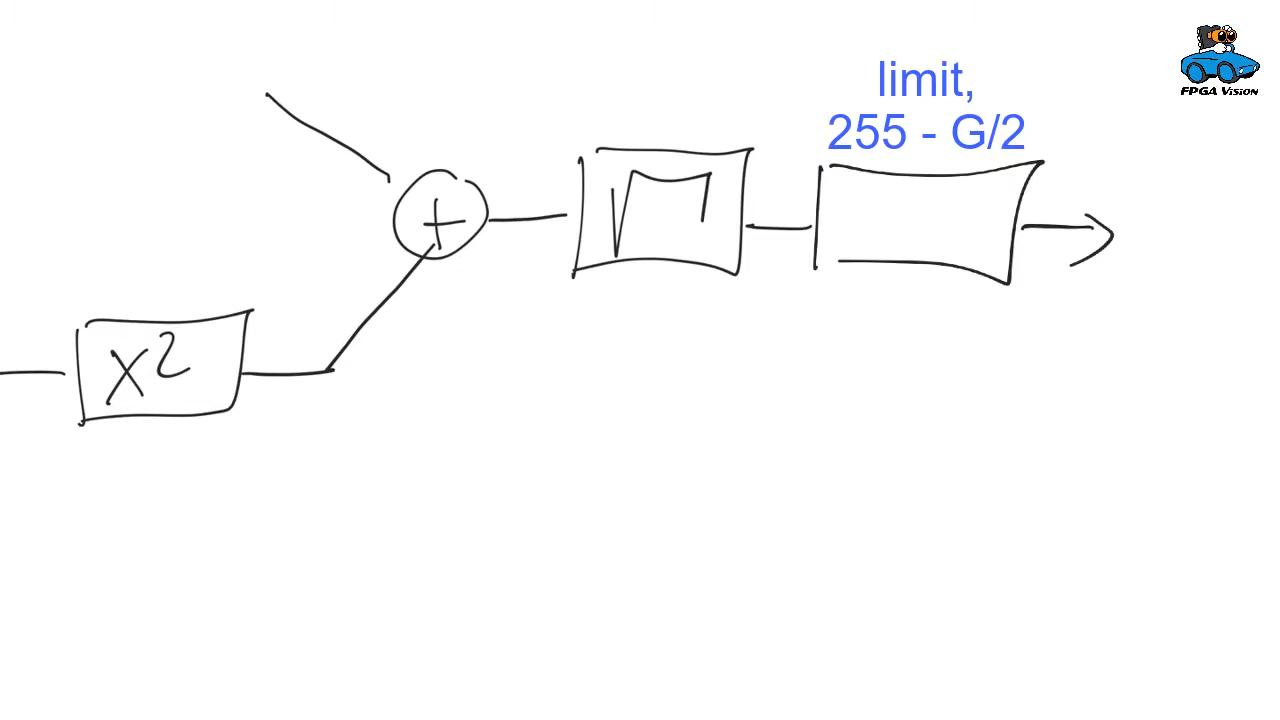 limit,
255 - G/2
FPGA Vision
+
√
X²